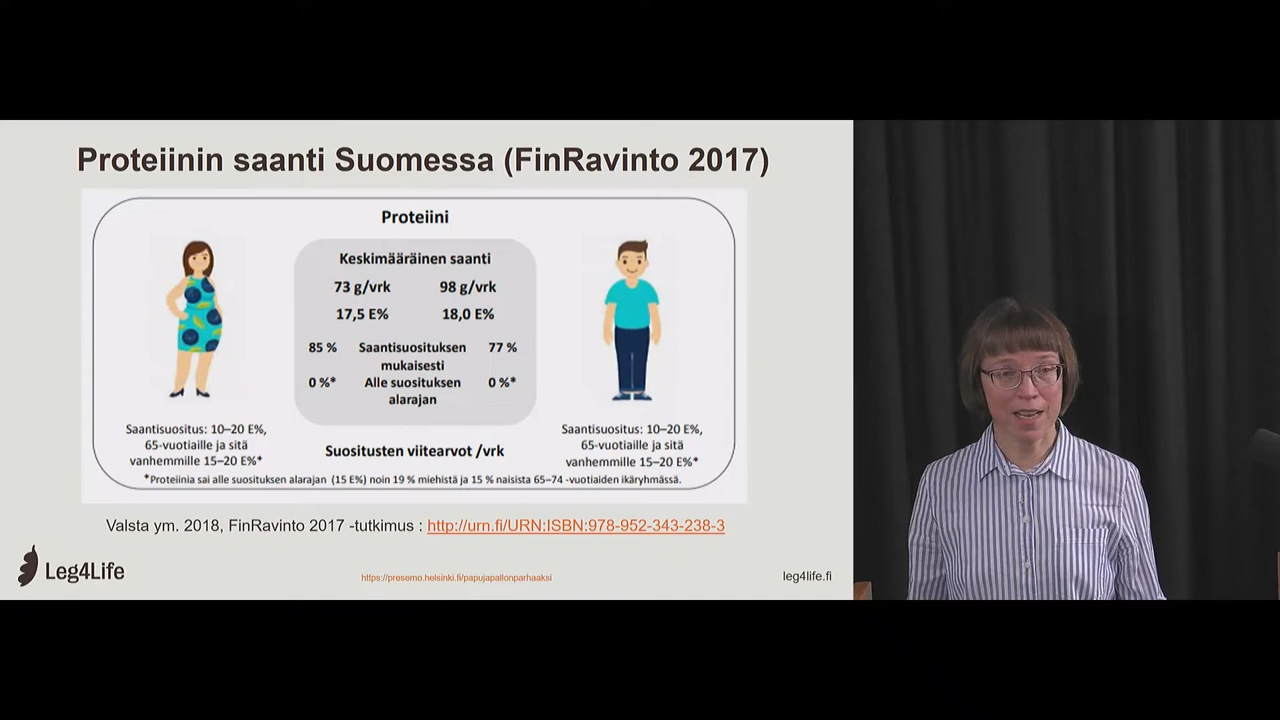 Proteiinin saanti Suomessa (FinRavinto 2017)
Proteiini
Keskimääräinen saanti
73 g/vrk 98 g/vrk
17,5 E% 18,0 E%
85 % Saantisuosituksen 77 %
mukaisesti
0 %* Alle suosituksen 0 %*
alarajan
Saantisuositus: 10–20 E%,
65-vuotiaille ja sitä
vanhemmille 15–20 E%*
Suositusten viitearvot /vrk
Saantisuositus: 10–20 E%,
65-vuotiaille ja sitä
vanhemmille 15–20 E%*
*Proteiinia sai alle suosituksen alarajan (15 E%) noin 19 % miehistä ja 15 % naisista 65–74 -vuotiaiden ikäryhmässä.
Valsta ym. 2018, FinRavinto 2017 -tutkimus : http://urn.fi/URN:ISBN:978-952-343-238-3
Leg4Life
https://presemo.helsinki.fi/papujapallonparhaaksi
leg4life.fi